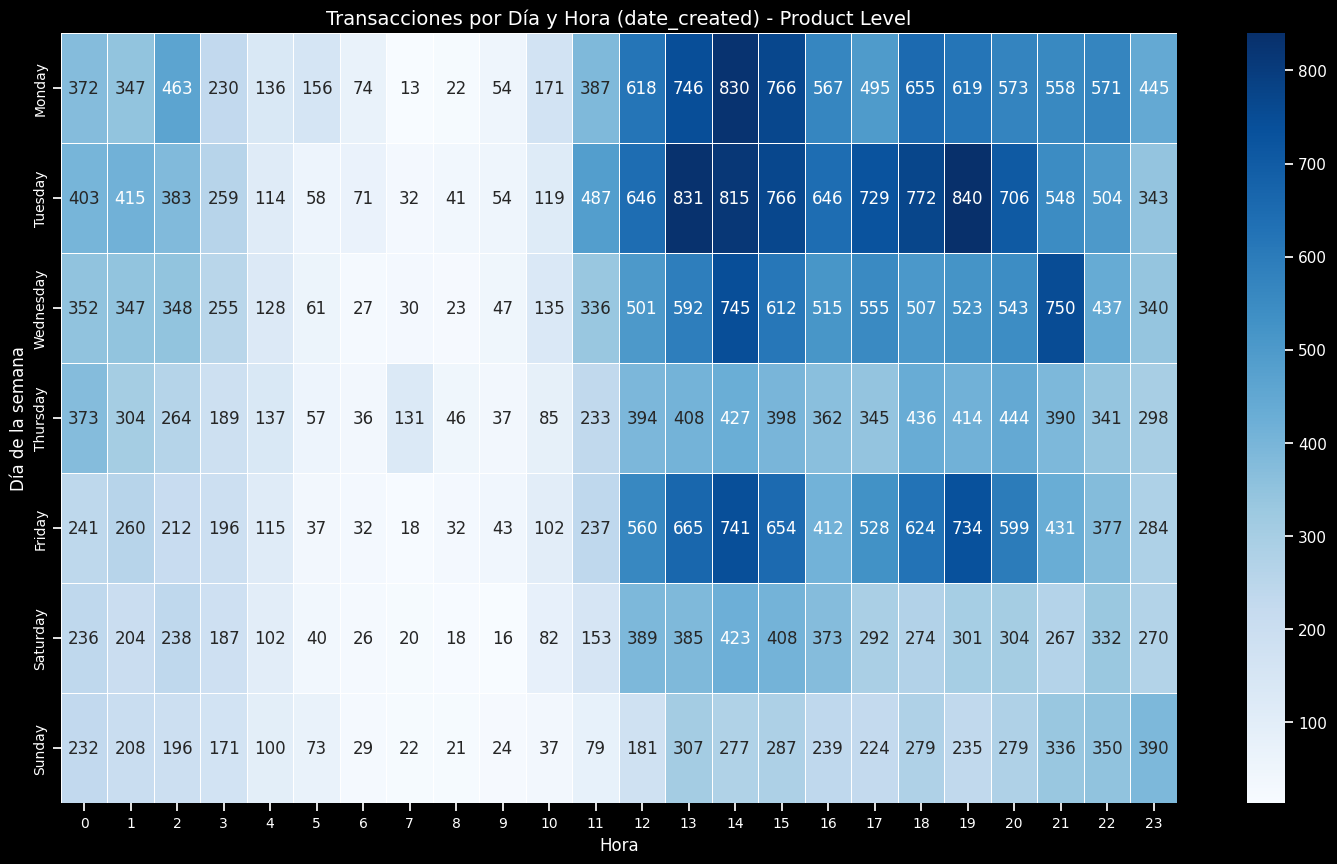 Transacciones por Día y Hora (date_created) - Product Level
Día de la semana
Monday 372 347 463 230 136 156 74 13 22 54 171 387 618 746 830 766 567 495 655 619 573 558 571 445
Tuesday 403 415 383 259 114 58 71 32 41 54 119 487 646 831 815 766 646 729 772 840 706 548 504 343
Wednesday 352 347 348 255 128 61 27 30 23 47 135 336 501 592 745 612 515 555 507 523 543 750 437 340
Thursday 373 304 264 189 137 57 36 131 46 37 85 233 394 408 427 398 362 345 436 414 444 390 341 298
Friday 241 260 212 196 115 37 32 18 32 43 102 237 560 665 741 654 412 528 624 734 599 431 377 284
Saturday 236 204 238 187 102 40 26 20 18 16 82 153 389 385 423 408 373 292 274 301 304 267 332 270
Sunday 232 208 196 171 100 73 29 22 21 24 37 79 181 307 277 287 239 224 279 235 279 336 350 390
0 1 2 3 4 5 6 7 8 9 10 11 12 13 14 15 16 17 18 19 20 21 22 23
Hora
800
700
600
500
400
300
200
100